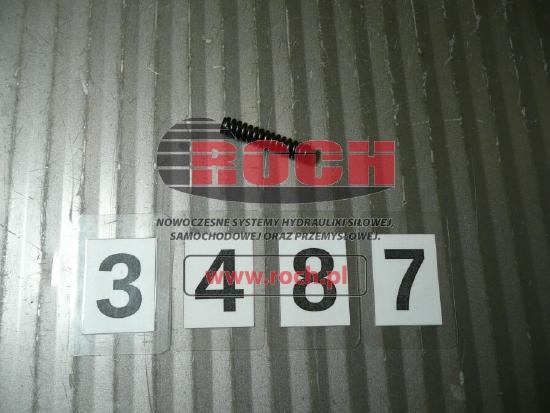 ROCH
NOWOCZESNE SYSTEMY HYDRAULIKI SIŁOWEJ,
SAMOCHODOWEJ ORAZ PRZEMYSŁOWEJ.
www.roch.pl
3 4 8 7